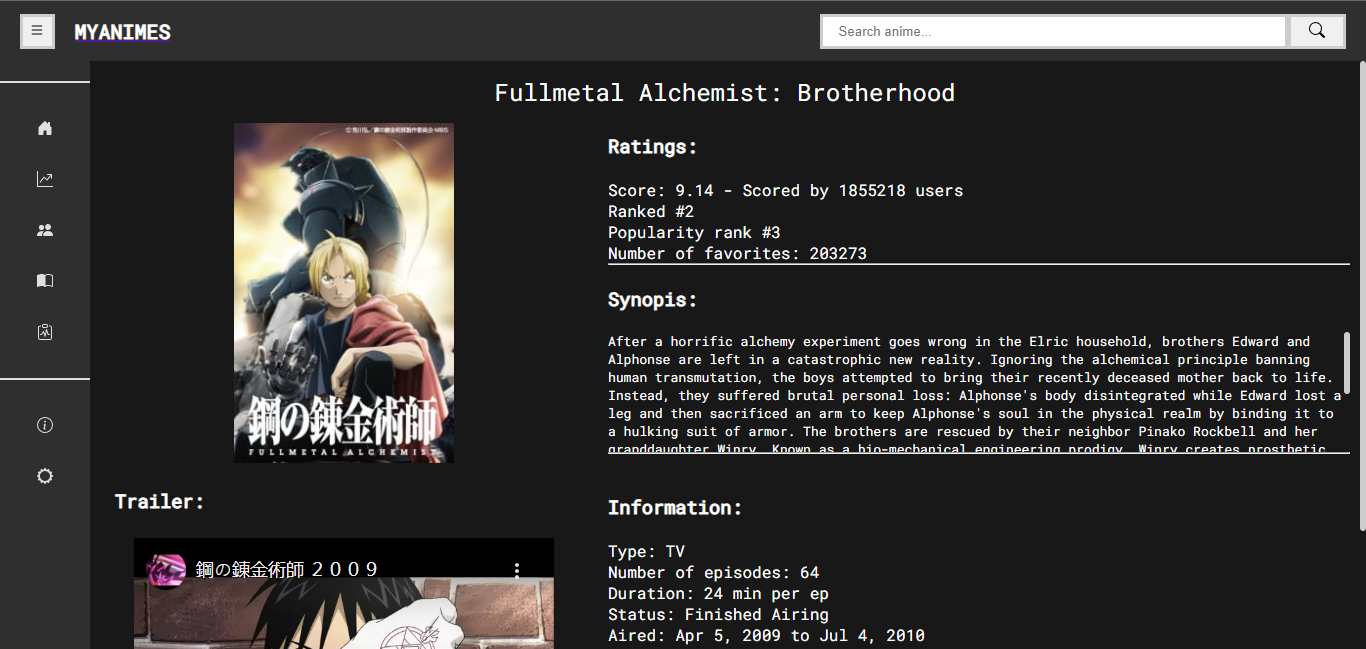 MYANIMES
Search anime...
Fullmetal Alchemist: Brotherhood
鋼の錬金術師
FULLMETAL ALCHEMIST
Ratings:
Score: 9.14 - Scored by 1855218 users
Ranked #2
Popularity rank #3
Number of favorites: 203273
Synopis:
After a horrific alchemy experiment goes wrong in the Elric household, brothers Edward and
Alphonse are left in a catastrophic new reality. Ignoring the alchemical principle banning
human transmutation, the boys attempted to bring their recently deceased mother back to life.
Instead, they suffered brutal personal loss: Alphonse's body disintegrated while Edward lost a
leg and then sacrificed an arm to keep Alphonse's soul in the physical realm by binding it to
a hulking suit of armor. The brothers are rescued by their neighbor Pinako Rockbell and her
granddaughter Winry. Known as a bio-mechanical engineering prodigy, Winry creates prosthetic
Trailer:
鋼の錬金術師 ２００９
Information:
Type: TV
Number of episodes: 64
Duration: 24 min per ep
Status: Finished Airing
Aired: Apr 5, 2009 to Jul 4, 2010